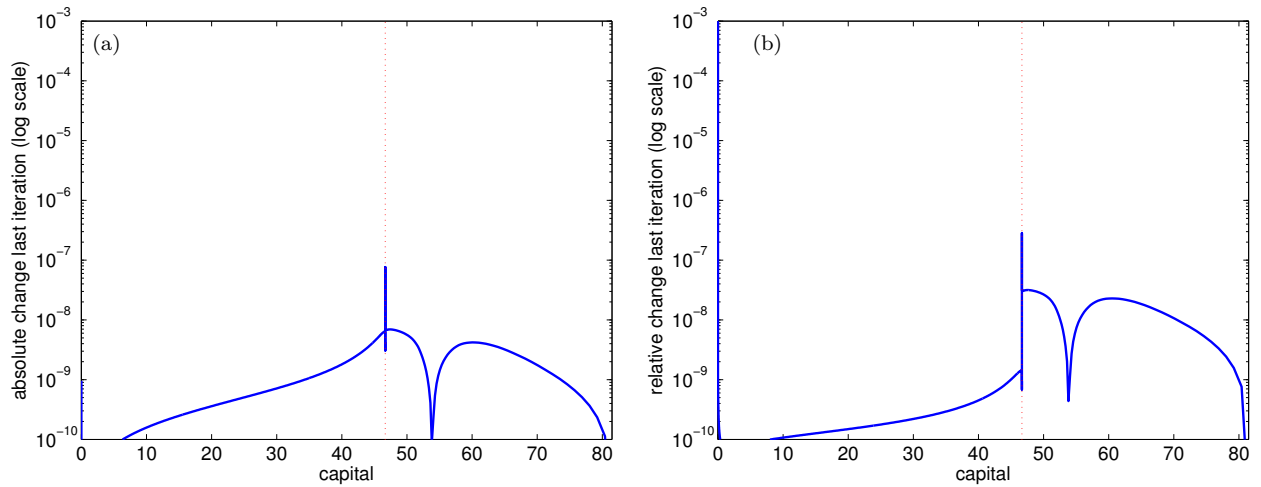 (a)
absolute change last iteration (log scale)
10⁻³
10⁻⁴
10⁻⁵
10⁻⁶
10⁻⁷
10⁻⁸
10⁻⁹
10⁻¹⁰
0 10 20 30 40 50 60 70 80
capital
(b)
relative change last iteration (log scale)
10⁻³
10⁻⁴
10⁻⁵
10⁻⁶
10⁻⁷
10⁻⁸
10⁻⁹
10⁻¹⁰
0 10 20 30 40 50 60 70 80
capital